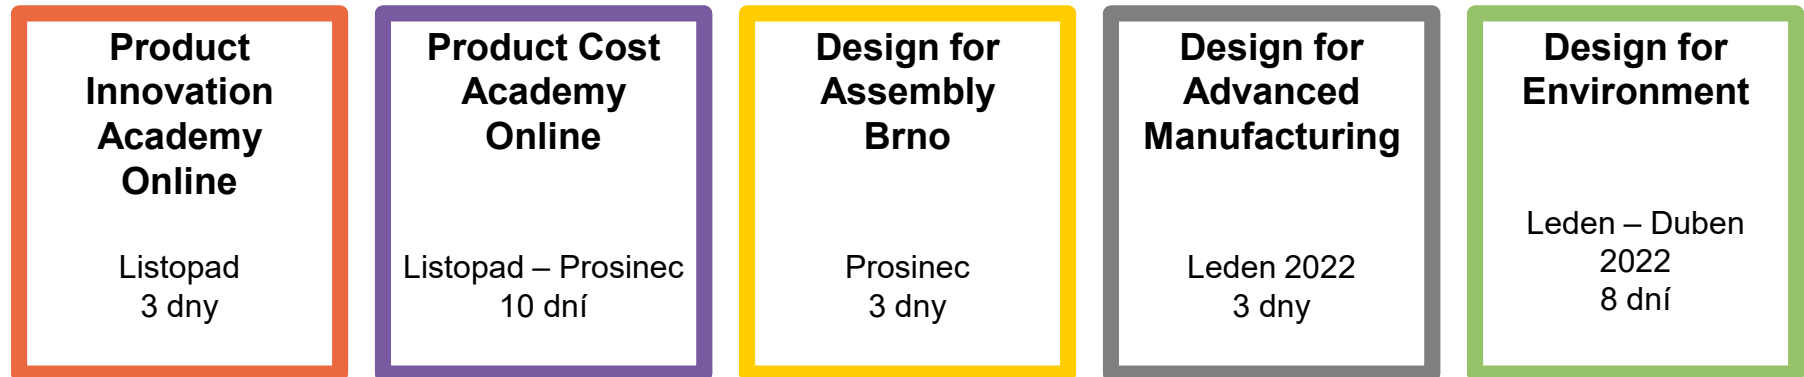 Product
Innovation
Academy
Online
Listopad
3 dny
Product Cost
Academy
Online
Listopad – Prosinec
10 dní
Design for
Assembly
Brno
Prosinec
3 dny
Design for
Advanced
Manufacturing
Leden 2022
3 dny
Design for
Environment
Leden – Duben
2022
8 dní